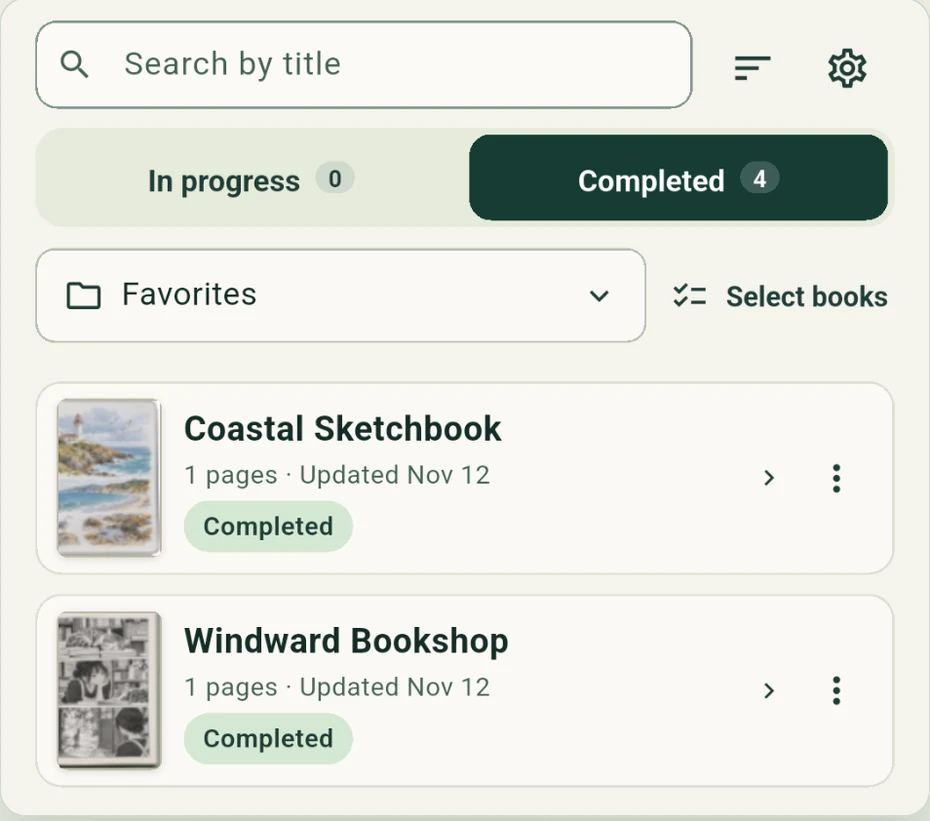 Search by title
In progress 0 Completed 4
Favorites Select books
Coastal Sketchbook
1 pages · Updated Nov 12
Completed
Windward Bookshop
1 pages · Updated Nov 12
Completed